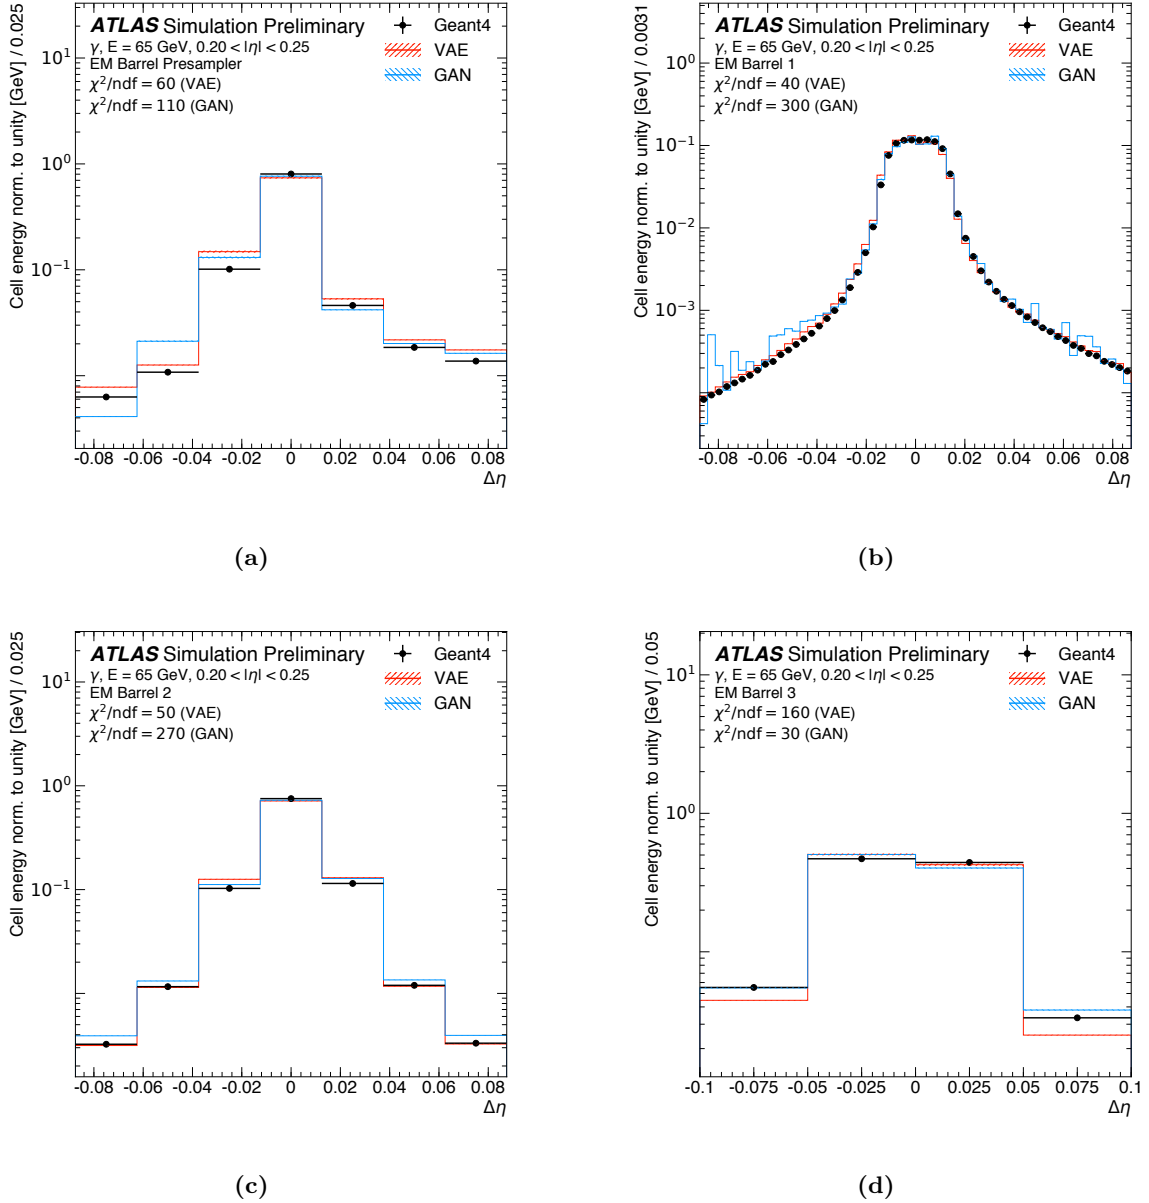 ATLAS Simulation Preliminary
γ, E = 65 GeV, 0.20 < |η| < 0.25
EM Barrel Presampler
χ²/ndf = 60 (VAE)
χ²/ndf = 110 (GAN)
Geant4
VAE
GAN
Cell energy norm. to unity [GeV] / 0.025
10¹
10⁰
10⁻¹
-0.08 -0.06 -0.04 -0.02 0 0.02 0.04 0.06 0.08
Δη
(a)
ATLAS Simulation Preliminary
γ, E = 65 GeV, 0.20 < |η| < 0.25
EM Barrel 1
χ²/ndf = 40 (VAE)
χ²/ndf = 300 (GAN)
Geant4
VAE
GAN
Cell energy norm. to unity [GeV] / 0.0031
10⁰
10⁻¹
10⁻²
10⁻³
-0.08 -0.06 -0.04 -0.02 0 0.02 0.04 0.06 0.08
Δη
(b)
ATLAS Simulation Preliminary
γ, E = 65 GeV, 0.20 < |η| < 0.25
EM Barrel 2
χ²/ndf = 50 (VAE)
χ²/ndf = 270 (GAN)
Geant4
VAE
GAN
Cell energy norm. to unity [GeV] / 0.025
10¹
10⁰
10⁻¹
-0.08 -0.06 -0.04 -0.02 0 0.02 0.04 0.06 0.08
Δη
(c)
ATLAS Simulation Preliminary
γ, E = 65 GeV, 0.20 < |η| < 0.25
EM Barrel 3
χ²/ndf = 160 (VAE)
χ²/ndf = 30 (GAN)
Geant4
VAE
GAN
Cell energy norm. to unity [GeV] / 0.05
10¹
10⁰
-0.1 -0.075 -0.05 -0.025 0 0.025 0.05 0.075 0.1
Δη
(d)